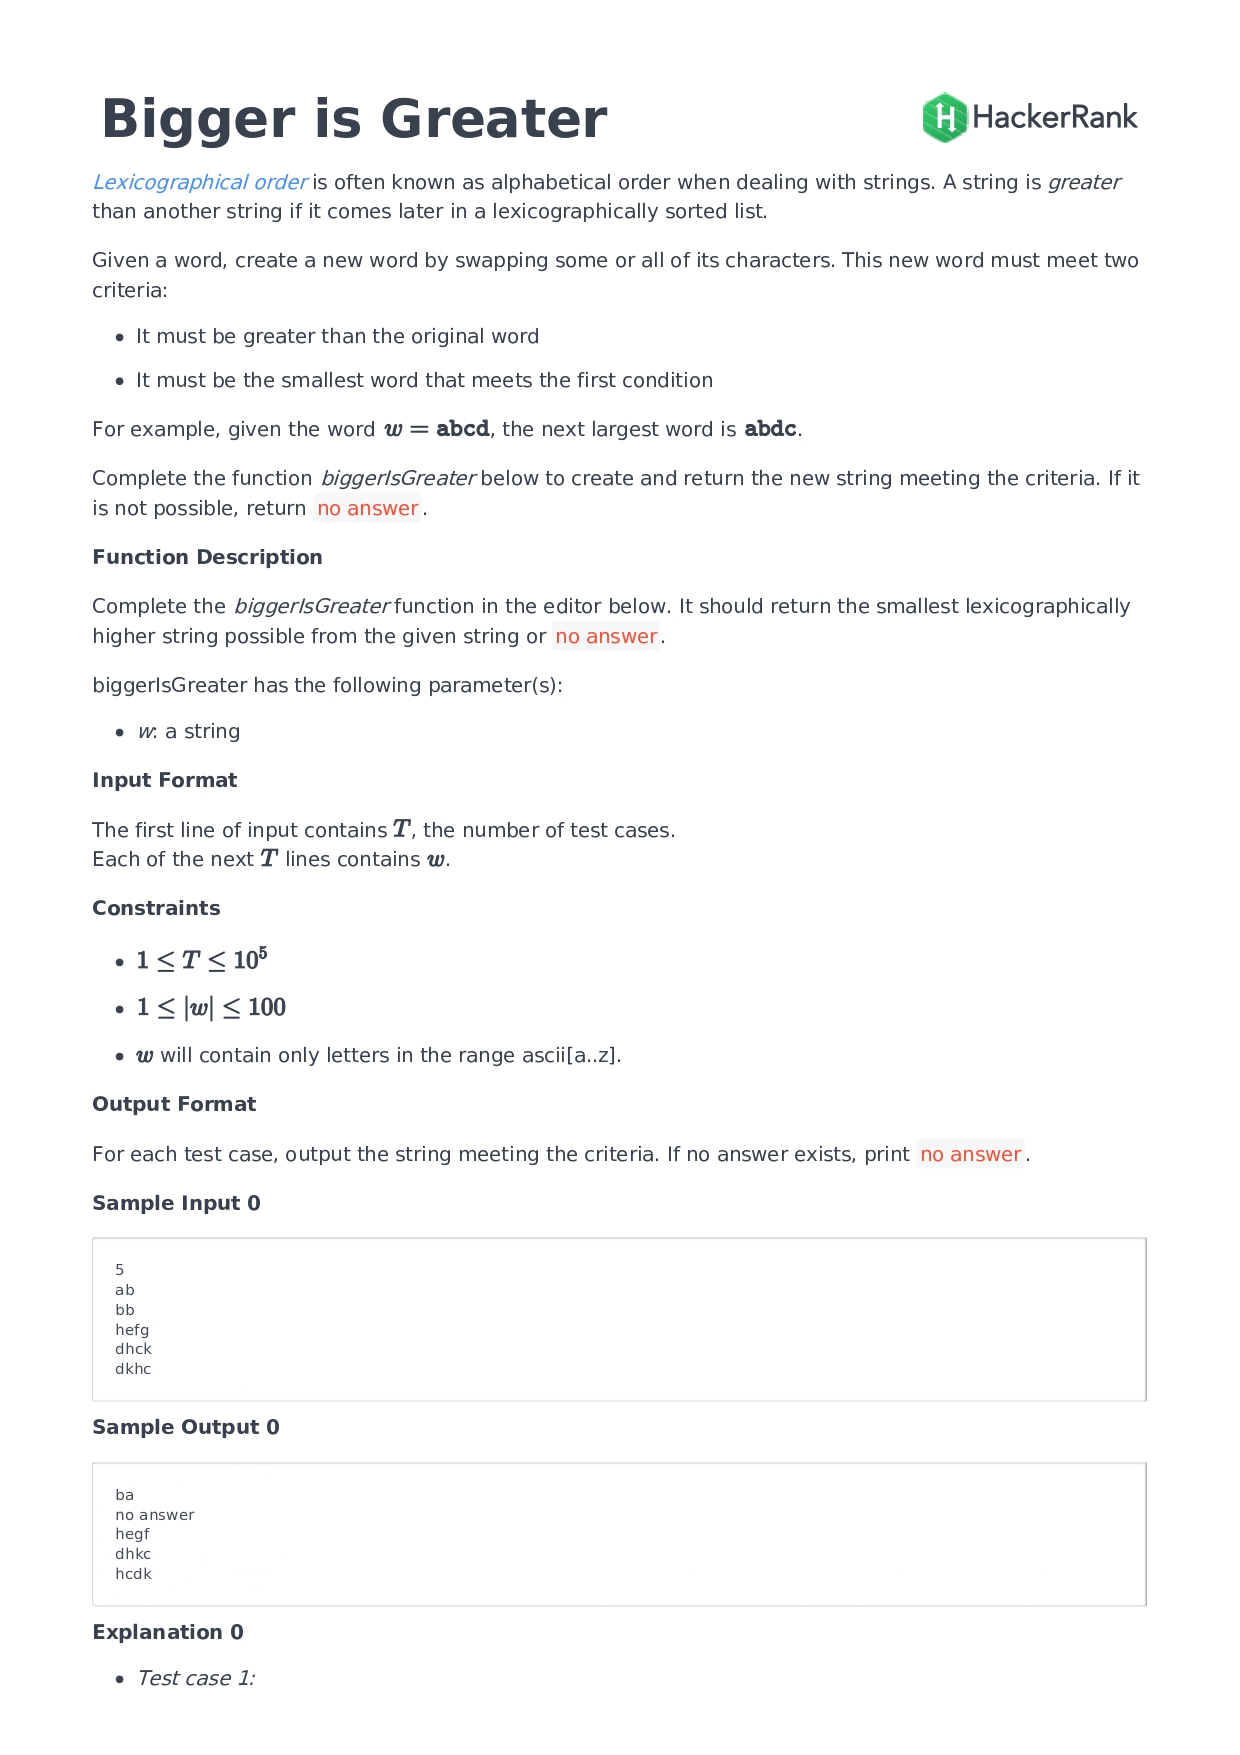 Bigger is Greater
HackerRank
Lexicographical order is often known as alphabetical order when dealing with strings. A string is greater
than another string if it comes later in a lexicographically sorted list.
Given a word, create a new word by swapping some or all of its characters. This new word must meet two
criteria:
• It must be greater than the original word
• It must be the smallest word that meets the first condition
For example, given the word w = abcd, the next largest word is abdc.
Complete the function biggerIsGreater below to create and return the new string meeting the criteria. If it
is not possible, return no answer.
Function Description
Complete the biggerIsGreater function in the editor below. It should return the smallest lexicographically
higher string possible from the given string or no answer.
biggerIsGreater has the following parameter(s):
• w: a string
Input Format
The first line of input contains T, the number of test cases.
Each of the next T lines contains w.
Constraints
• 1 ≤ T ≤ 10⁵
• 1 ≤ |w| ≤ 100
• w will contain only letters in the range ascii[a..z].
Output Format
For each test case, output the string meeting the criteria. If no answer exists, print no answer.
Sample Input 0
5
ab
bb
hefg
dhck
dkhc
Sample Output 0
ba
no answer
hegf
dhkc
hcdk
Explanation 0
• Test case 1: